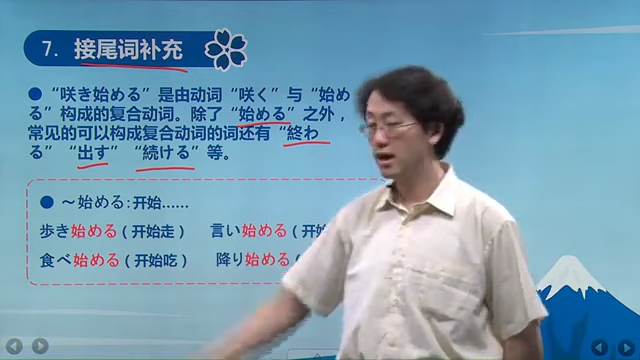 7. 接尾词补充
●“咲き始める”是由动词“咲く”与“始め
る”构成的复合动词。除了“始める”之外，
常见的可以构成复合动词的词还有“終わ
る”“出す”“続ける”等。
● ～始める:开始……
歩き始める（开始走） 言い始める（开始
食べ始める（开始吃） 降り始める（